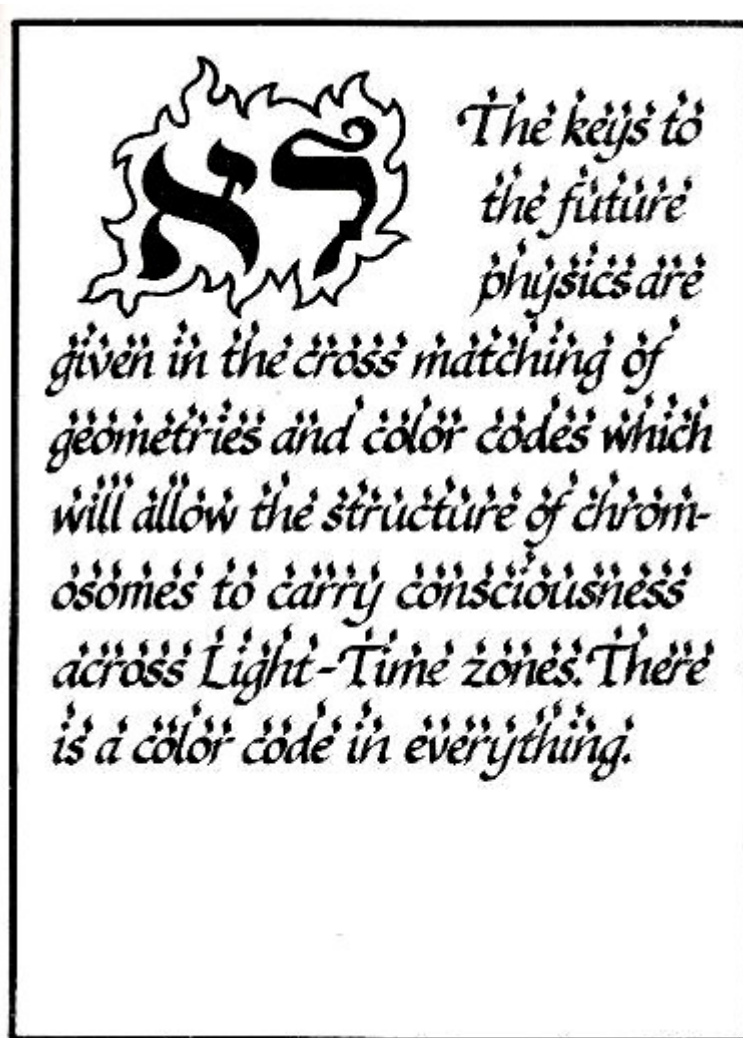 לא
The keys to
the future
physics are
given in the cross matching of
geometries and color codes which
will allow the structure of chrom-
osomes to carry consciousness
across Light-Time zones. There
is a color code in everything.